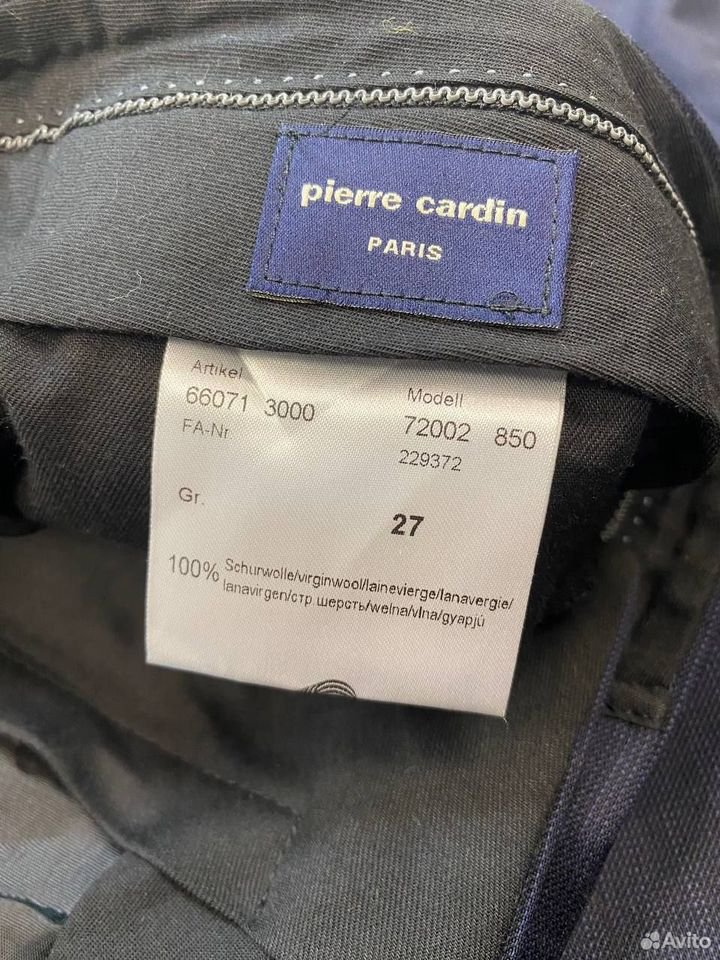 pierre cardin
PARIS
Artikel
66071 3000
Modell
72002 850
FA-Nr
229372
Gr.
27
100% Schurwolle/virginwool/lainevierge/lanavergie/
lanavirgen/стр.шерсть/wełna/vlna/gyapjú
Avito